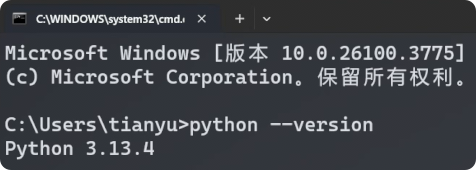 C:\WINDOWS\system32\cmd.
Microsoft Windows [版本 10.0.26100.3775]
(c) Microsoft Corporation。保留所有权利。
C:\Users\tianyu>python --version
Python 3.13.4